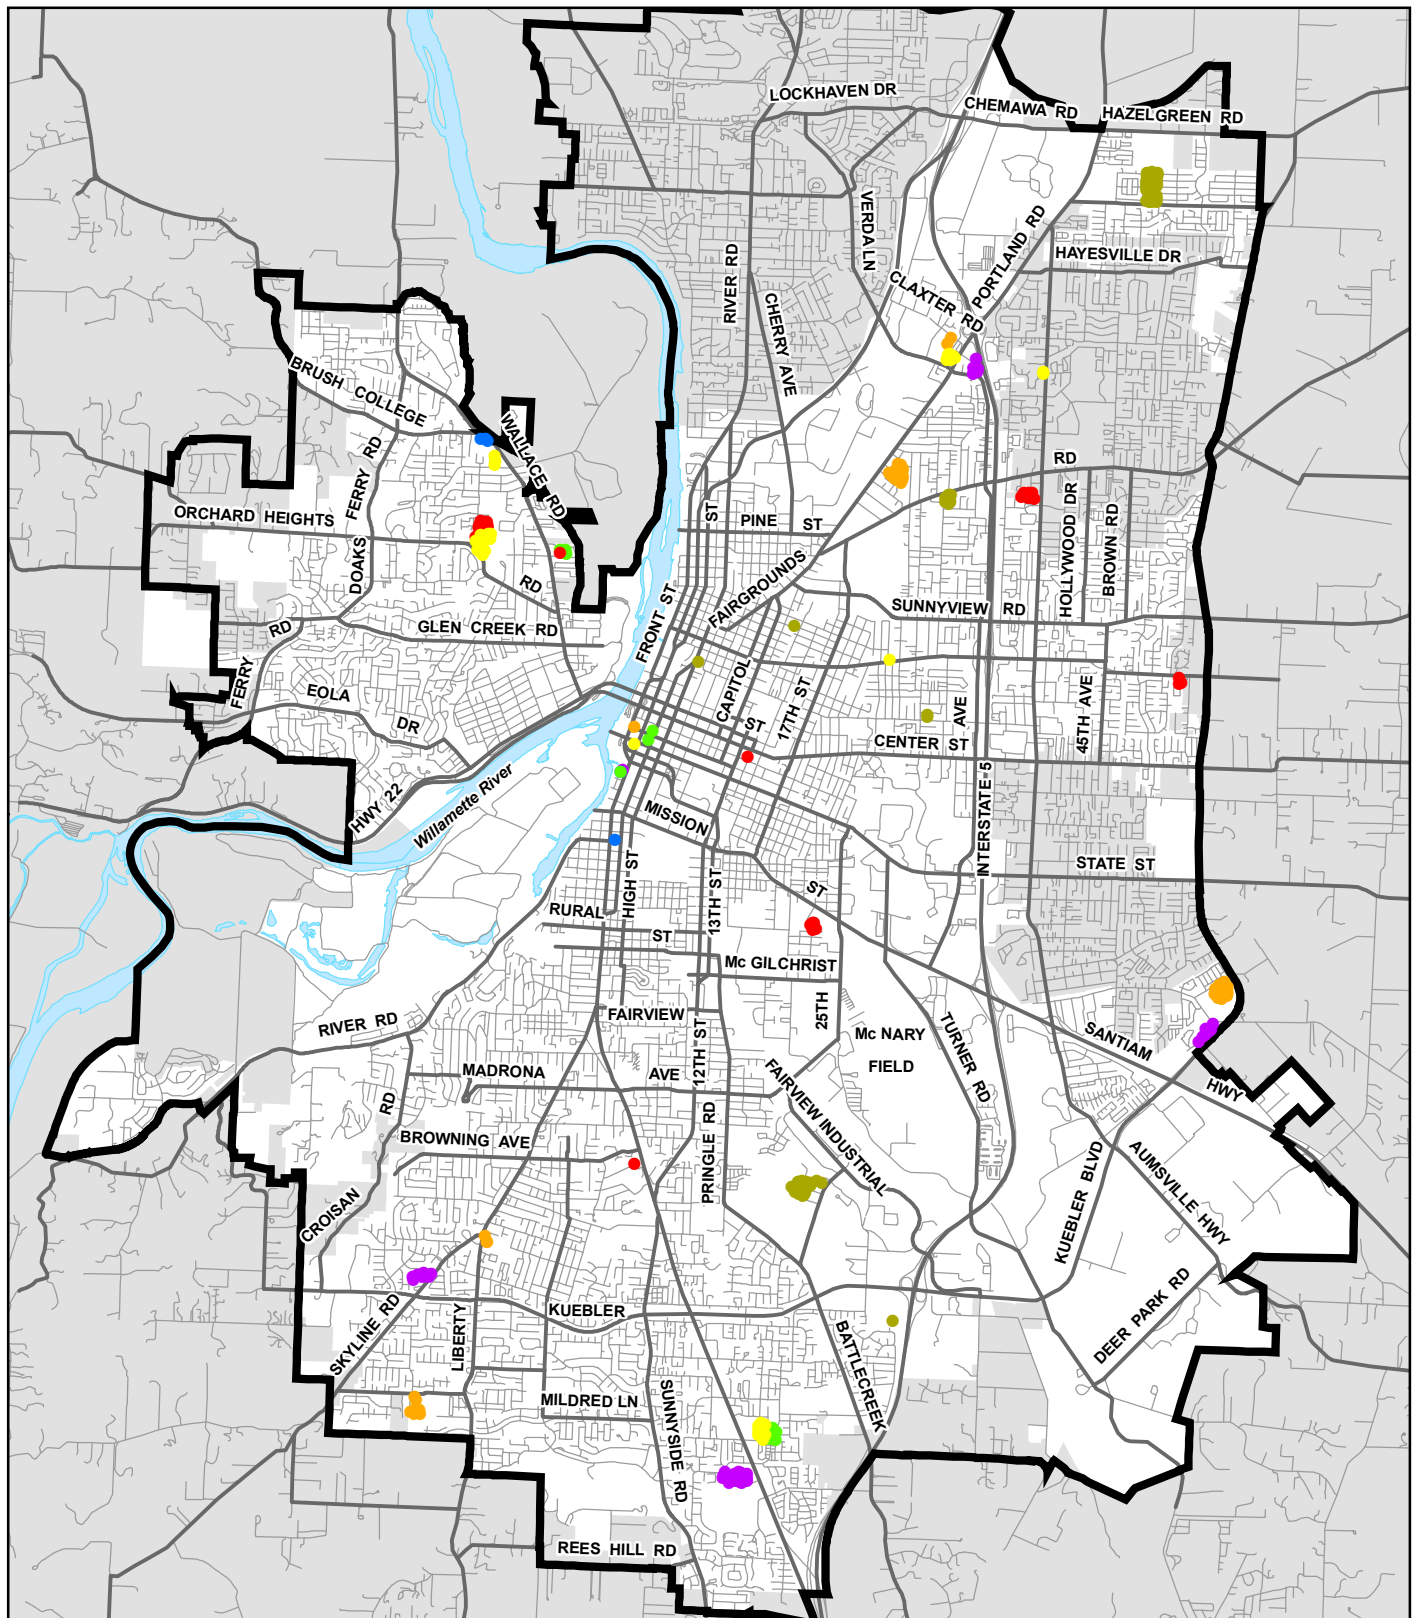 LOCKHAVEN DR
CHEMAWA RD
HAZELGREEN RD
VERDA LN
PORTLAND RD
HAYESVILLE DR
RIVER RD
CLAXTER RD
CHERRY AVE
BRUSH COLLEGE
WALLACE RD
DOAKS FERRY RD
RD
ORCHARD HEIGHTS
RD
ST
PINE ST
HOLLYWOOD DR
BROWN RD
FAIRGROUNDS
SUNNYVIEW RD
FRONT ST
GLEN CREEK RD
RD
FERRY
EOLA DR
CAPITOL
ST
17TH ST
AVE
45TH AVE
CENTER ST
HWY 22
Willamette River
INTERSTATE 5
MISSION
ST
STATE ST
HIGH ST
13TH ST
RURAL
ST
Mc GILCHRIST
25TH
RIVER RD
FAIRVIEW
Mc NARY
FIELD
TURNER RD
SANTIAM
HWY
MADRONA AVE
12TH ST
FAIRVIEW INDUSTRIAL
RD
BROWNING AVE
PRINGLE RD
CROISAN
KUEBLER BLVD
AUMSVILLE HWY
DEER PARK RD
SKYLINE RD
LIBERTY
KUEBLER
BATTLECREEK
MILDRED LN
SUNNYSIDE RD
REES HILL RD